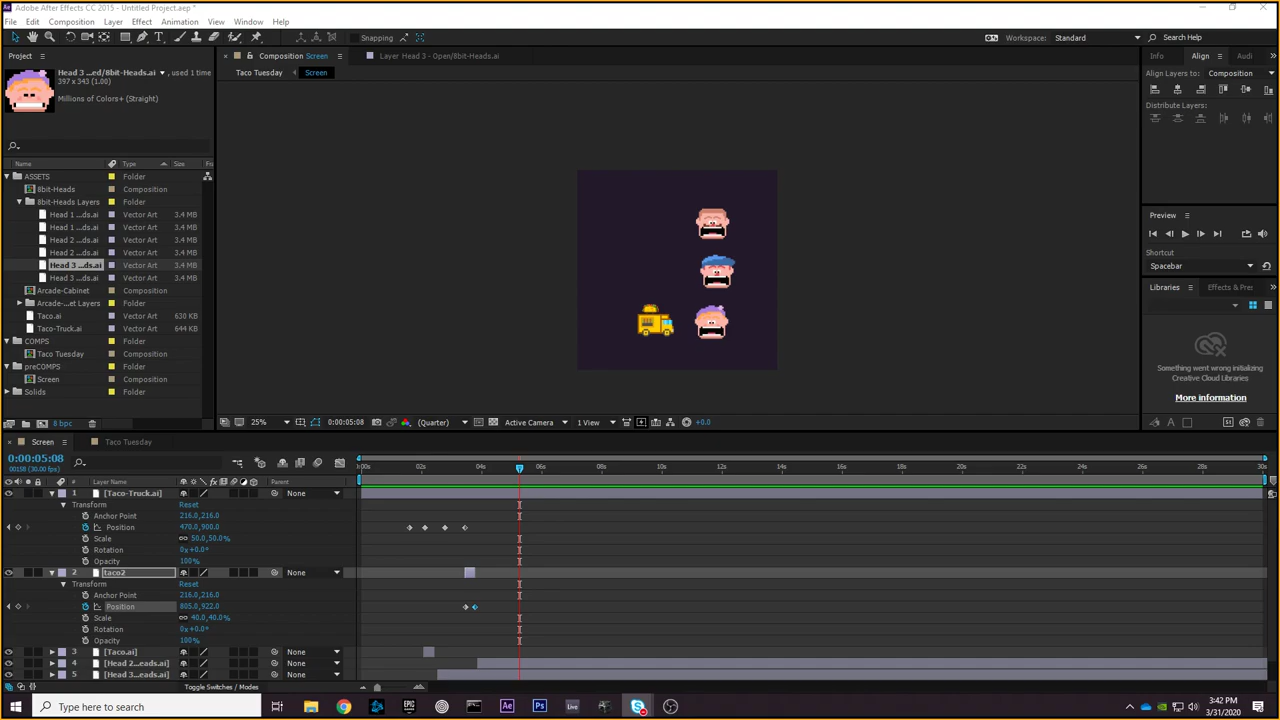 Adobe After Effects CC 2015 - Untitled Project.aep *
File Edit Composition Layer Effect Animation View Window Help
Snapping
Workspace: Standard
Search Help
Project
Composition Screen
Layer Head 3 - Open/8bit-Heads.ai
Info Align Audi
Head 3 ...ed/8bit-Heads.ai , used 1 time
397 x 343 (1.00)
Millions of Colors+ (Straight)
Taco Tuesday
Screen
Align Layers to: Composition
Distribute Layers:
Name Type Size Fr
ASSETS Folder
8bit-Heads Composition
8bit-Heads Layers Folder
Head 1 ...ds.ai Vector Art 3.4 MB
Head 1 ...ds.ai Vector Art 3.4 MB
Head 2 ...ds.ai Vector Art 3.4 MB
Head 2 ...ds.ai Vector Art 3.4 MB
Head 3 ...ds.ai Vector Art 3.4 MB
Head 3 ...ds.ai Vector Art 3.4 MB
Arcade-Cabinet Composition
Arcade-...et Layers Folder
Taco.ai Vector Art 630 KB
Taco-Truck.ai Vector Art 644 KB
COMPS Folder
Taco Tuesday Composition
preCOMPS Folder
Screen Composition
Solids Folder
8 bpc
Preview
Shortcut
Spacebar
Libraries Effects & Pres
Something went wrong initializing
Creative Cloud Libraries
More information
25% 0:00:05:08 (Quarter) Active Camera 1 View +0.0
Screen Taco Tuesday
0:00:05:08
00158 (30.00 fps)
00s 02s 04s 06s 08s 10s 12s 14s 16s 18s 20s 22s 24s 26s 28s 30s
# Layer Name Parent
1 [Taco-Truck.ai] None
Transform Reset
Anchor Point 216.0,216.0
Position 470.0,900.0
Scale 50.0,50.0%
Rotation 0x+0.0°
Opacity 100%
2 taco2 None
Transform Reset
Anchor Point 216.0,216.0
Position 805.0,922.0
Scale 40.0,40.0%
Rotation 0x+0.0°
Opacity 100%
3 [Taco.ai] None
4 [Head 2...eads.ai] None
5 [Head 3...eads.ai] None
Toggle Switches / Modes
Type here to search
Live
3:42 PM
3/31/2020